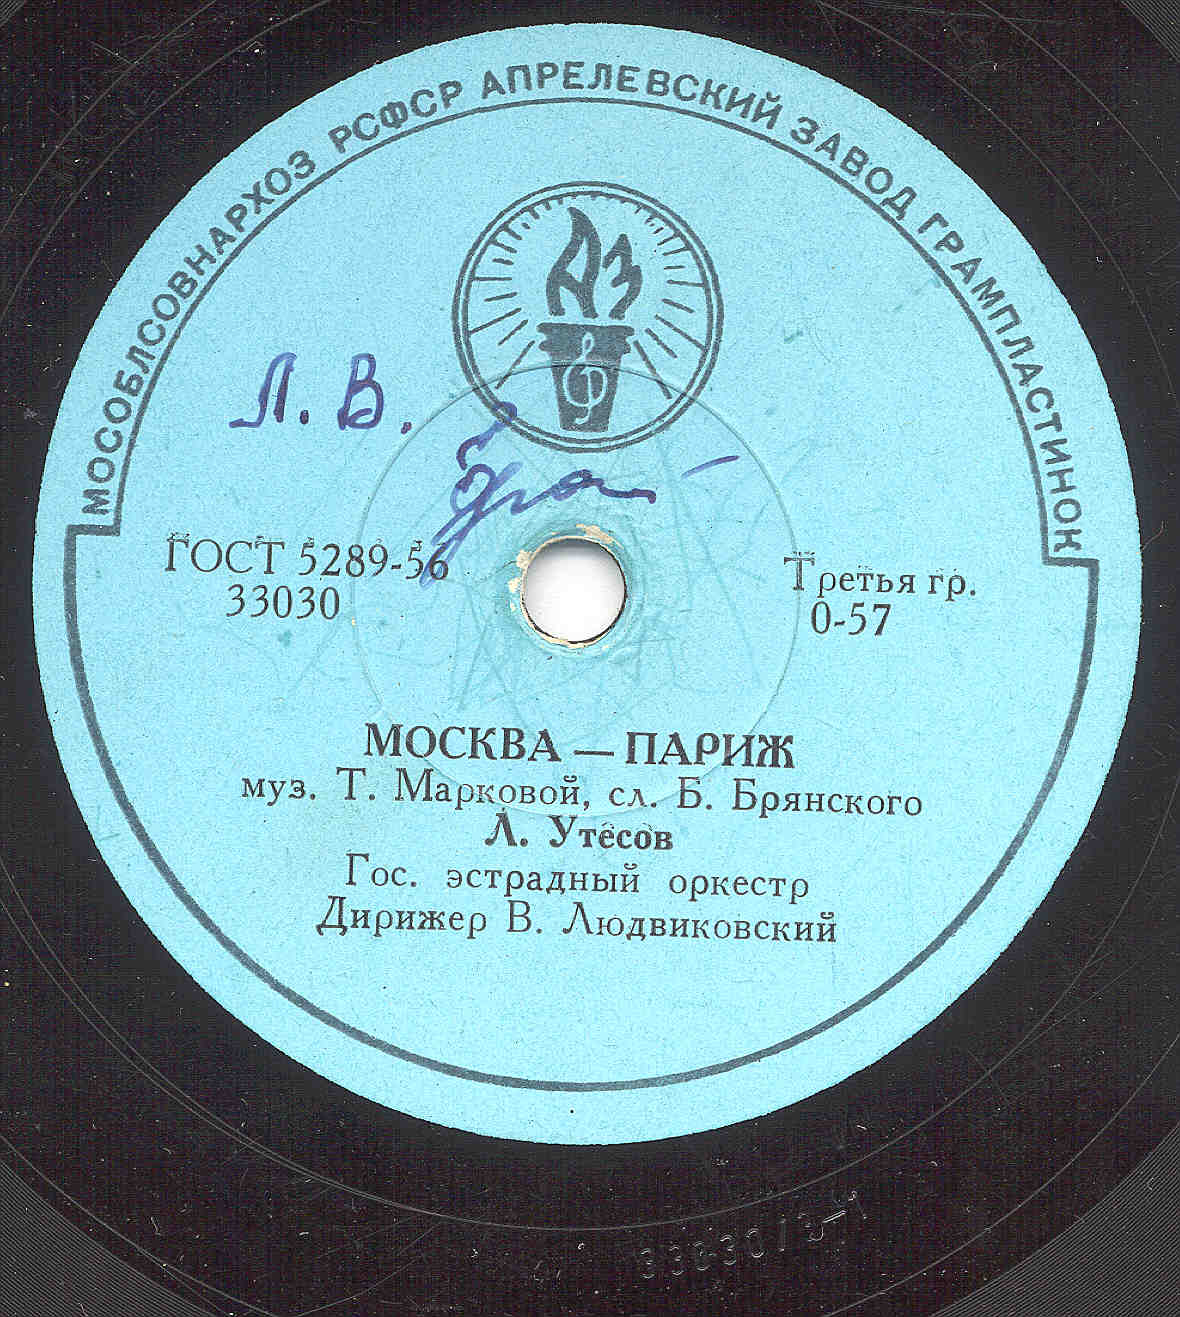 МОСОБЛСОВНАРХОЗ РСФСР АПРЕЛЕВСКИЙ ЗАВОД ГРАМПЛАСТИНОК
АЗ
Л. В.
ГОСТ 5289-56
33030
Третья гр.
0-57
МОСКВА — ПАРИЖ
муз. Т. Марковой, сл. Б. Брянского
Л. Утёсов
Гос. эстрадный оркестр
Дирижер В. Людвиковский